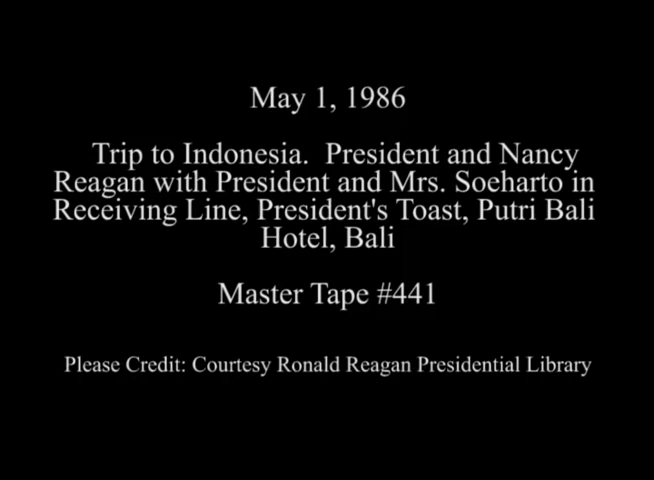 May 1, 1986
Trip to Indonesia.  President and Nancy
Reagan with President and Mrs. Soeharto in
Receiving Line, President's Toast, Putri Bali
Hotel, Bali
Master Tape #441
Please Credit: Courtesy Ronald Reagan Presidential Library